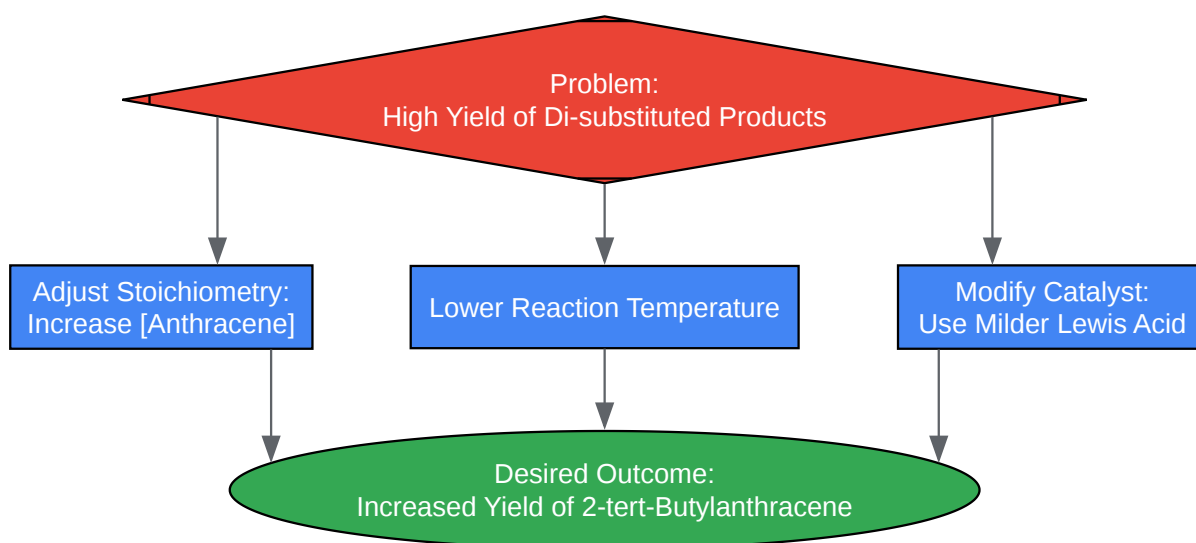 Problem:
High Yield of Di-substituted Products
Adjust Stoichiometry:
Increase [Anthracene]
Lower Reaction Temperature
Modify Catalyst:
Use Milder Lewis Acid
Desired Outcome:
Increased Yield of 2-tert-Butylanthracene